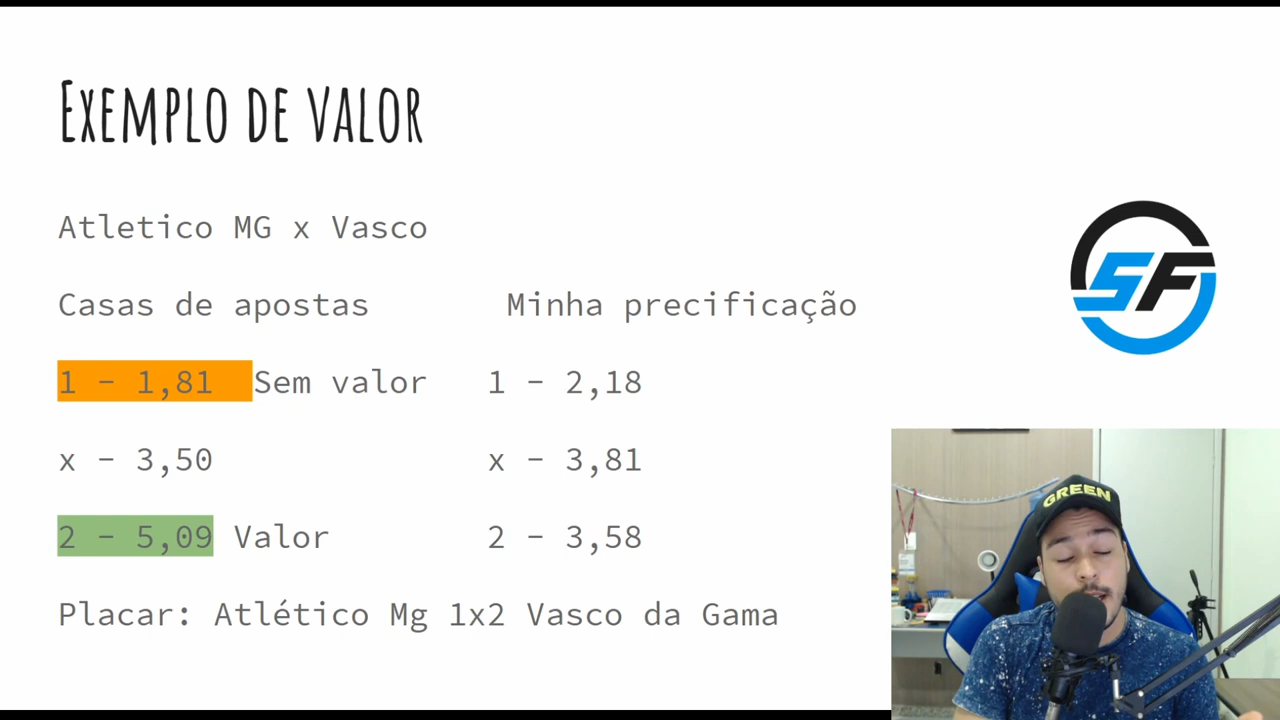 Exemplo de valor
Atletico MG x Vasco
Casas de apostas Minha precificação
1 - 1,81 Sem valor 1 - 2,18
x - 3,50 x - 3,81
2 - 5,09 Valor 2 - 3,58
Placar: Atlético Mg 1x2 Vasco da Gama
SF
GREEN